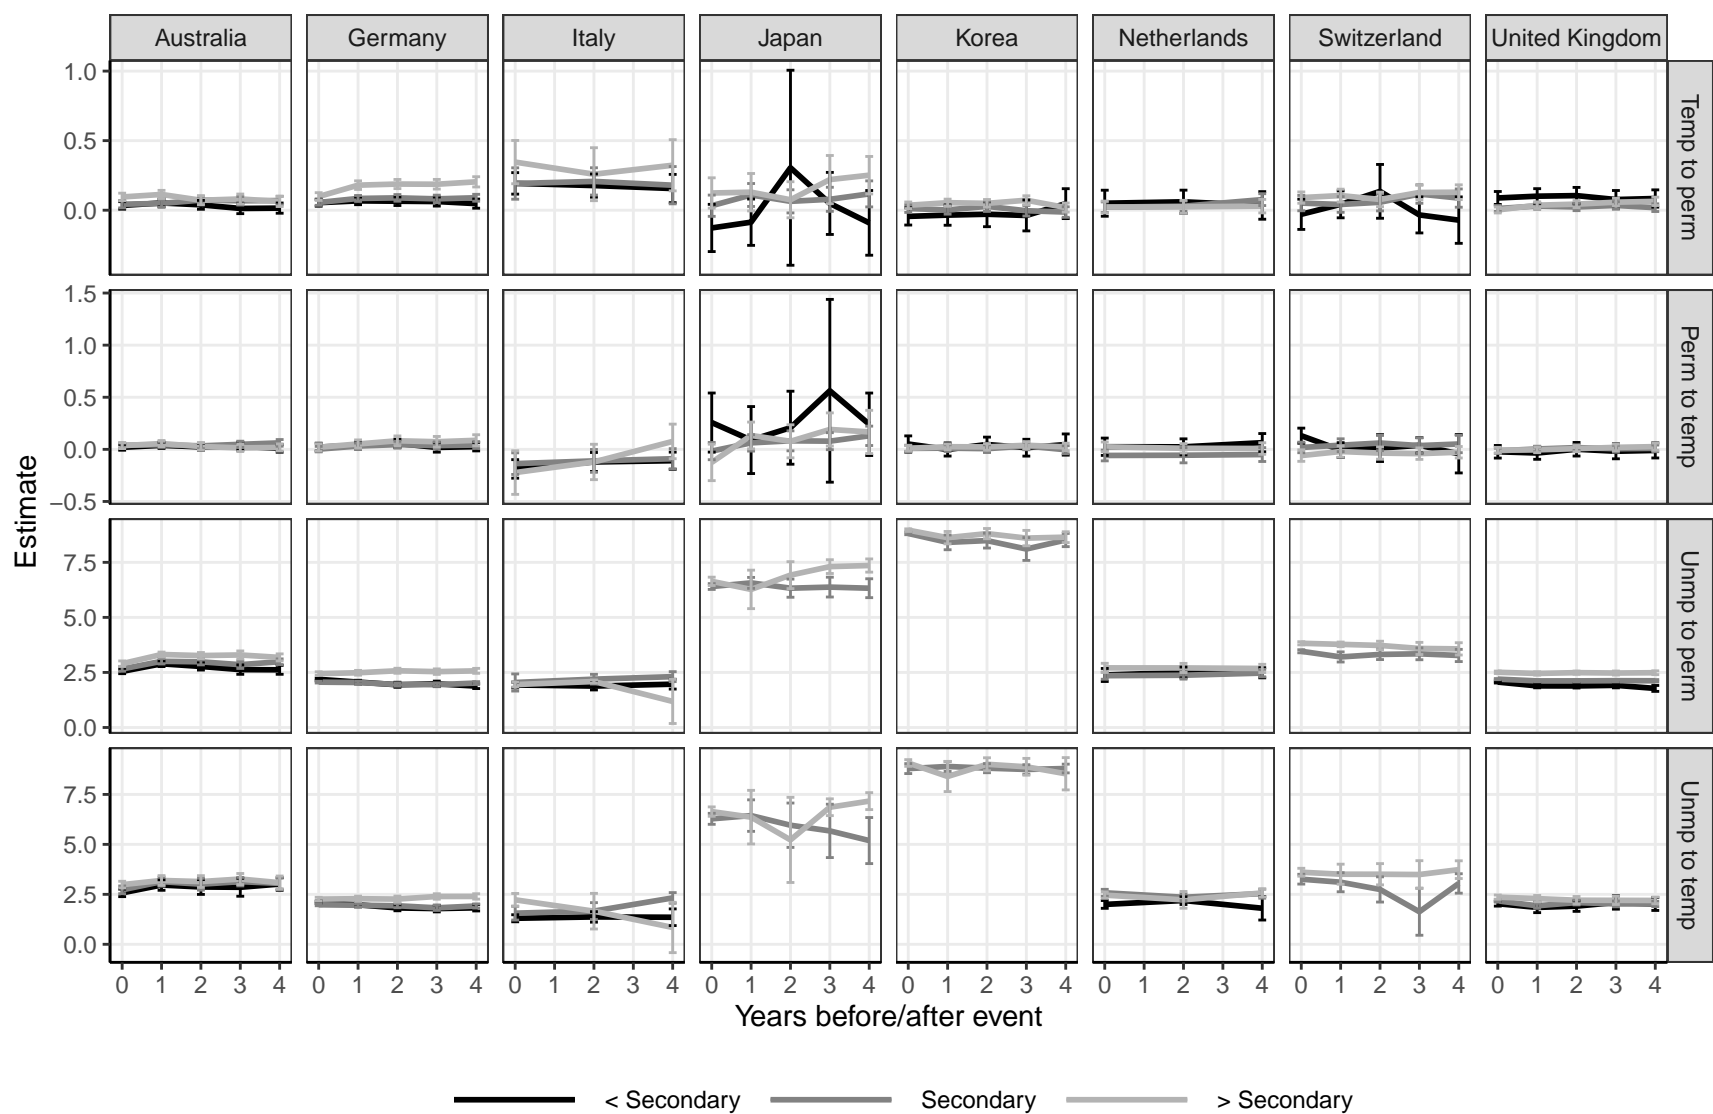 Australia Germany Italy Japan Korea Netherlands Switzerland United Kingdom
1.0
0.5
0.0
Temp to perm
1.5
1.0
0.5
0.0
−0.5
Perm to temp
Estimate
7.5
5.0
2.5
0.0
Unmp to perm
7.5
5.0
2.5
0.0
Unmp to temp
0 1 2 3 4 0 1 2 3 4 0 1 2 3 4 0 1 2 3 4 0 1 2 3 4 0 1 2 3 4 0 1 2 3 4 0 1 2 3 4
Years before/after event
< Secondary Secondary > Secondary